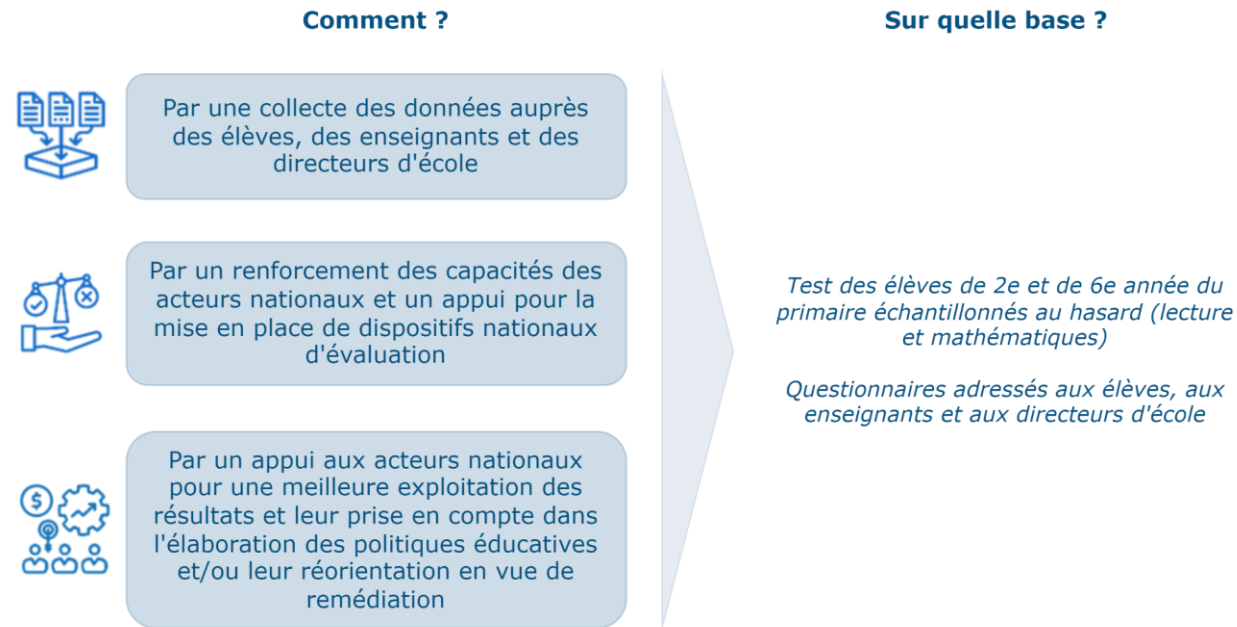 Comment ?
Sur quelle base ?
Par une collecte des données auprès
des élèves, des enseignants et des
directeurs d'école
Par un renforcement des capacités des
acteurs nationaux et un appui pour la
mise en place de dispositifs nationaux
d'évaluation
Par un appui aux acteurs nationaux
pour une meilleure exploitation des
résultats et leur prise en compte dans
l'élaboration des politiques éducatives
et/ou leur réorientation en vue de
remédiation
Test des élèves de 2e et de 6e année du
primaire échantillonnés au hasard (lecture
et mathématiques)
Questionnaires adressés aux élèves, aux
enseignants et aux directeurs d'école